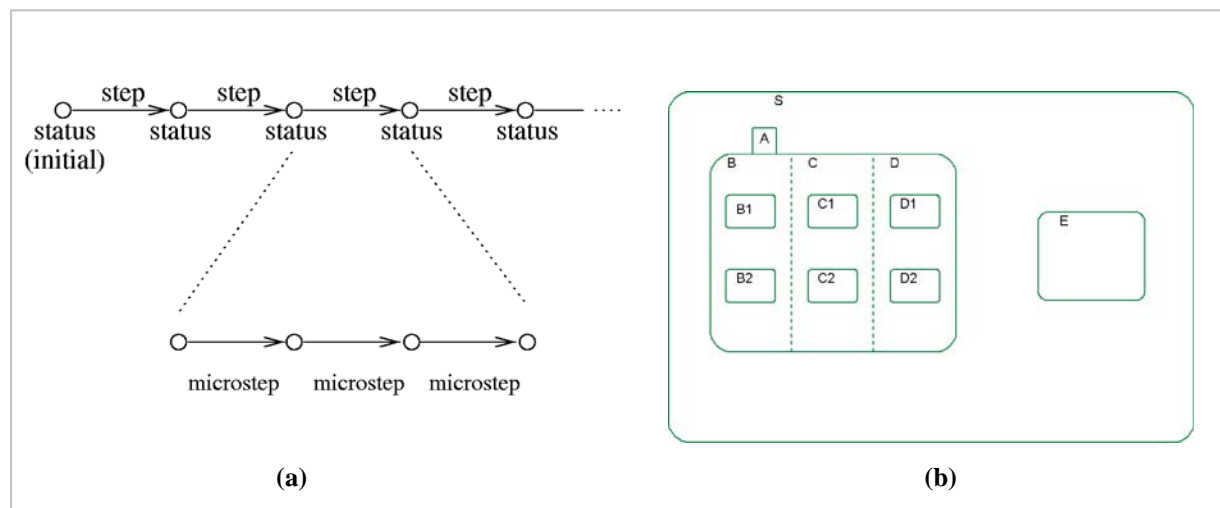 step step step step
status status status status status
(initial)
microstep microstep microstep
(a)
S
A
B C D
B1 C1 D1
E
B2 C2 D2
(b)